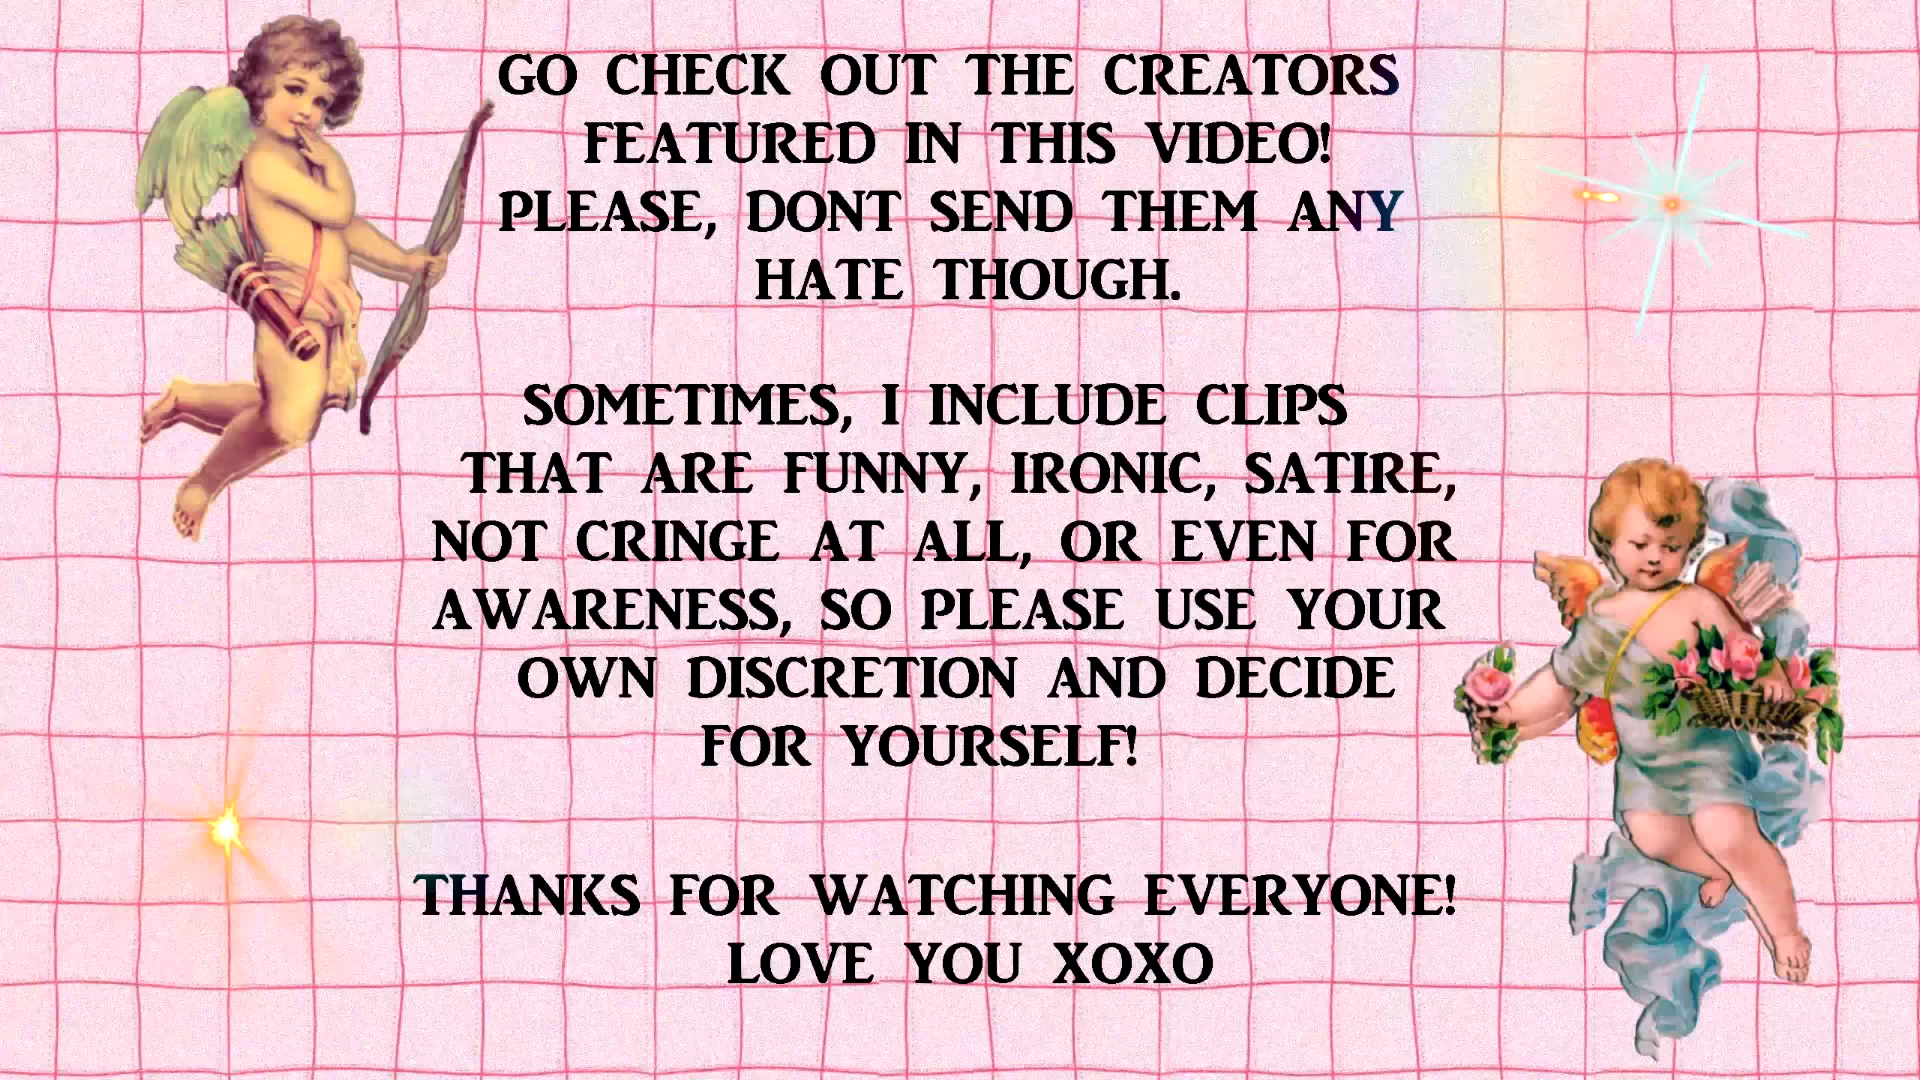 GO CHECK OUT THE CREATORS
FEATURED IN THIS VIDEO!
PLEASE, DONT SEND THEM ANY
HATE THOUGH.
SOMETIMES, I INCLUDE CLIPS
THAT ARE FUNNY, IRONIC, SATIRE,
NOT CRINGE AT ALL, OR EVEN FOR
AWARENESS, SO PLEASE USE YOUR
OWN DISCRETION AND DECIDE
FOR YOURSELF!
THANKS FOR WATCHING EVERYONE!
LOVE YOU XOXO